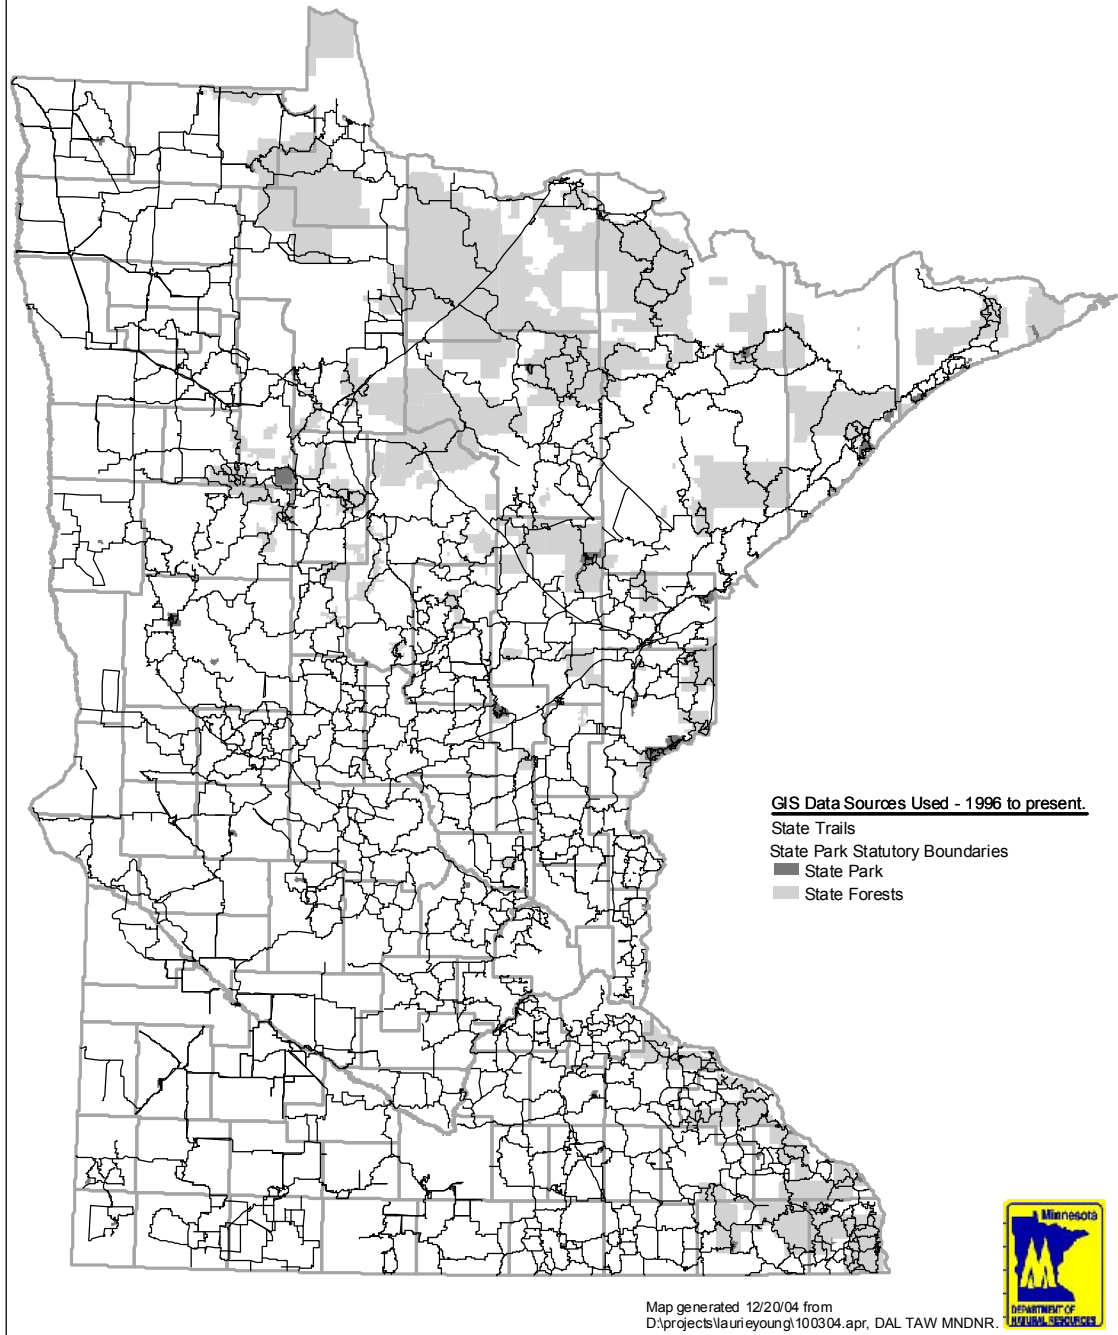 GIS Data Sources Used - 1996 to present.
State Trails
State Park Statutory Boundaries
State Park
State Forests
Minnesota
DEPARTMENT OF
NATURAL RESOURCES
Map generated 12/20/04 from
D:\projects\laurieyoung\100304.apr, DAL TAW MNDNR.